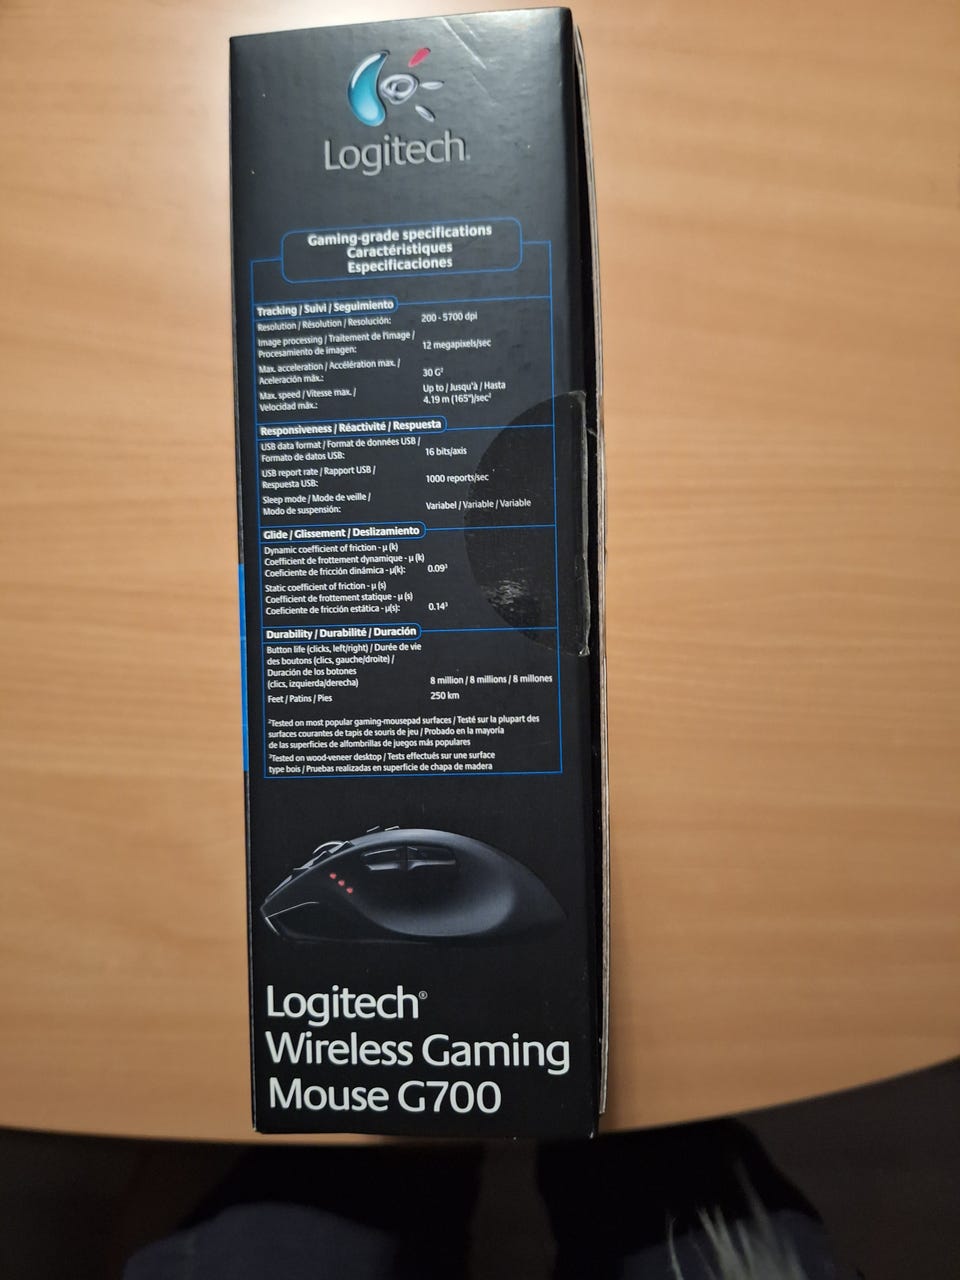 Logitech
Gaming-grade specifications
Caractéristiques
Especificaciones
Tracking / Suivi / Seguimiento
Resolution / Résolution / Resolución: 200 - 5700 dpi
Image processing / Traitement de l'image /
Procesamiento de imagen: 12 megapixels/sec
Max. acceleration / Accélération max. /
Aceleración máx.: 30 G²
Max. speed / Vitesse max. / Up to / Jusqu'à / Hasta
Velocidad máx.: 4.19 m (165")/sec²
Responsiveness / Réactivité / Respuesta
USB data format / Format de données USB /
Formato de datos USB: 16 bits/axis
USB report rate / Rapport USB /
Respuesta USB: 1000 reports/sec
Sleep mode / Mode de veille /
Modo de suspensión: Variabel / Variable / Variable
Glide / Glissement / Deslizamiento
Dynamic coefficient of friction - µ (k)
Coefficient de frottement dynamique - µ (k)
Coeficiente de fricción dinámica - µ(k): 0.09³
Static coefficient of friction - µ (s)
Coefficient de frottement statique - µ (s)
Coeficiente de fricción estática - µ(s): 0.14³
Durability / Durabilité / Duración
Button life (clicks, left/right) / Durée de vie
des boutons (clics, gauche/droite) /
Duración de los botones
(clics, izquierda/derecha) 8 million / 8 millions / 8 millones
Feet / Patins / Pies 250 km
²Tested on most popular gaming-mousepad surfaces / Testé sur la plupart des
surfaces courantes de tapis de souris de jeu / Probado en la mayoría
de las superficies de alfombrillas de juegos más populares
³Tested on wood-veneer desktop / Tests effectués sur une surface
type bois / Pruebas realizadas en superficie de chapa de madera
Logitech®
Wireless Gaming
Mouse G700